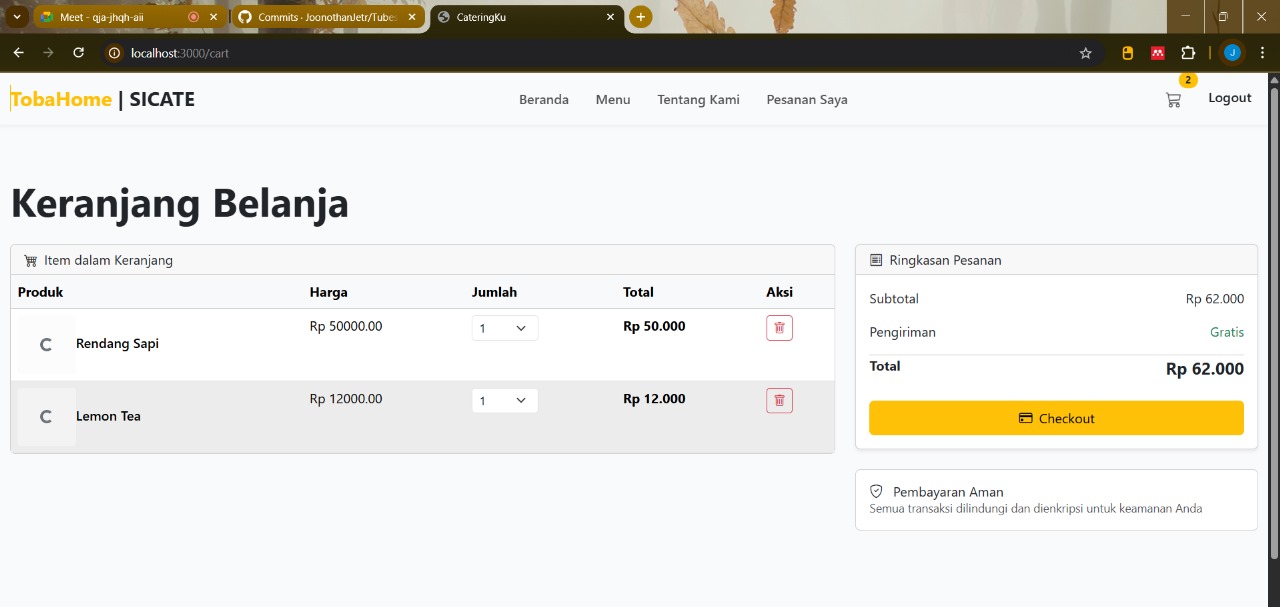 Meet - qja-jhqh-aii
Commits · JoonothanJetr/Tube
CateringKu
localhost:3000/cart
J
TobaHome | SICATE
Beranda
Menu
Tentang Kami
Pesanan Saya
2
Logout
Keranjang Belanja
Item dalam Keranjang
Produk Harga Jumlah Total Aksi
C Rendang Sapi Rp 50000.00 1 Rp 50.000
C Lemon Tea Rp 12000.00 1 Rp 12.000
Ringkasan Pesanan
Subtotal Rp 62.000
Pengiriman Gratis
Total Rp 62.000
Checkout
Pembayaran Aman
Semua transaksi dilindungi dan dienkripsi untuk keamanan Anda